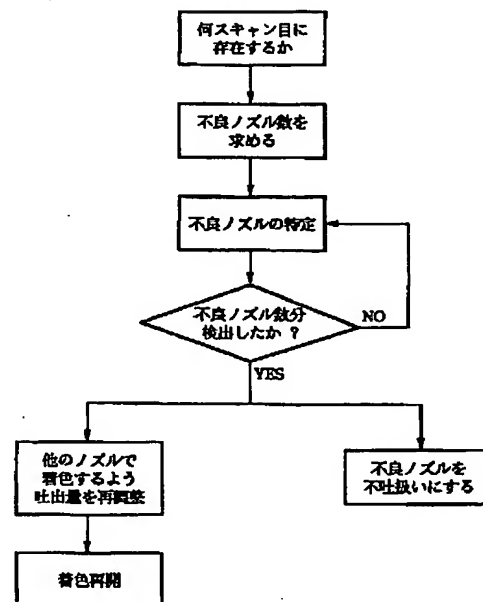 何スキャン目に
存在するか
不良ノズル数を
求める
不良ノズルの特定
不良ノズル数分
検出したか ?
NO
YES
他のノズルで
着色するよう
吐出量を再調整
不良ノズルを
不吐扱いにする
着色再開